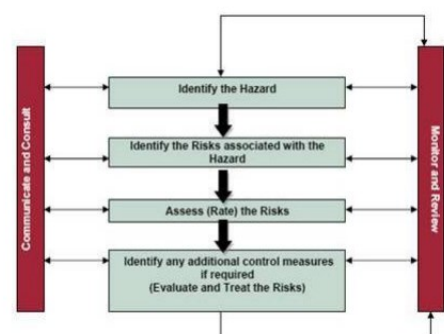 Communicate and Consult
Identify the Hazard
Identify the Risks associated with the
Hazard
Assess (Rate) the Risks
Identify any additional control measures
if required
(Evaluate and Treat the Risks)
Monitor and Review